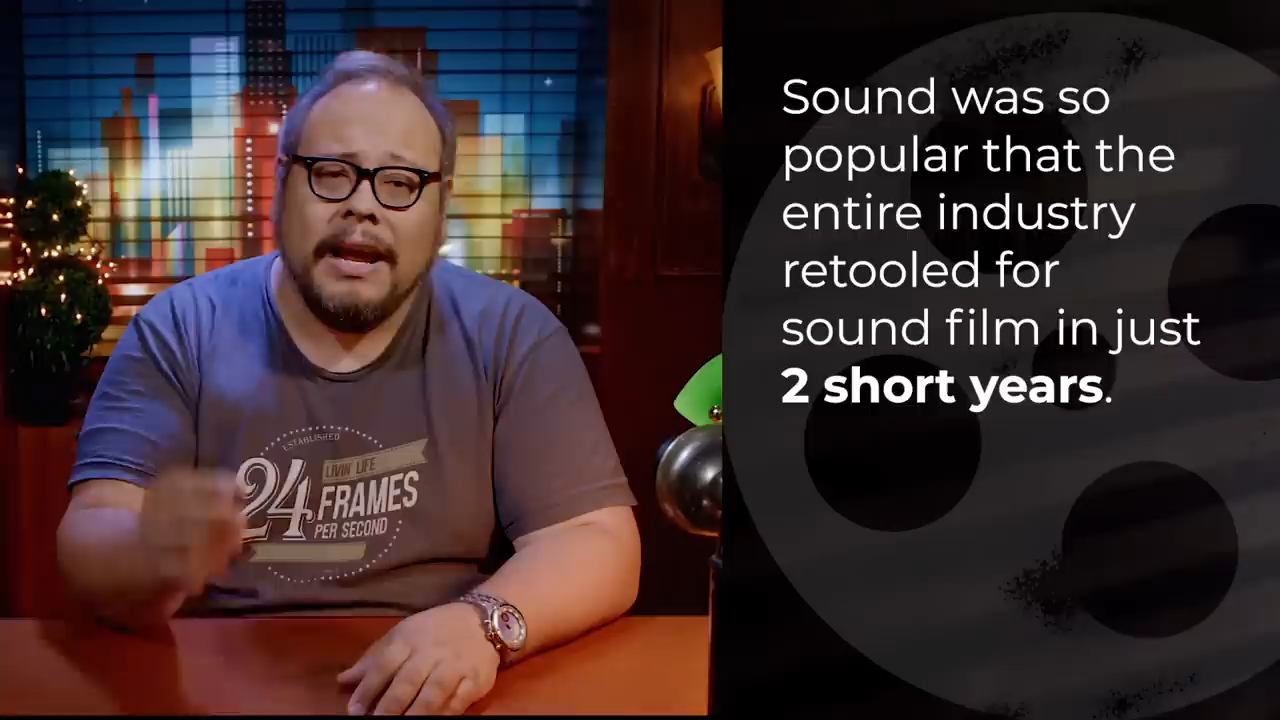 Sound was so
popular that the
entire industry
retooled for
sound film in just
2 short years.
ESTABLISHED
LIVIN' LIFE
24 FRAMES
PER SECOND